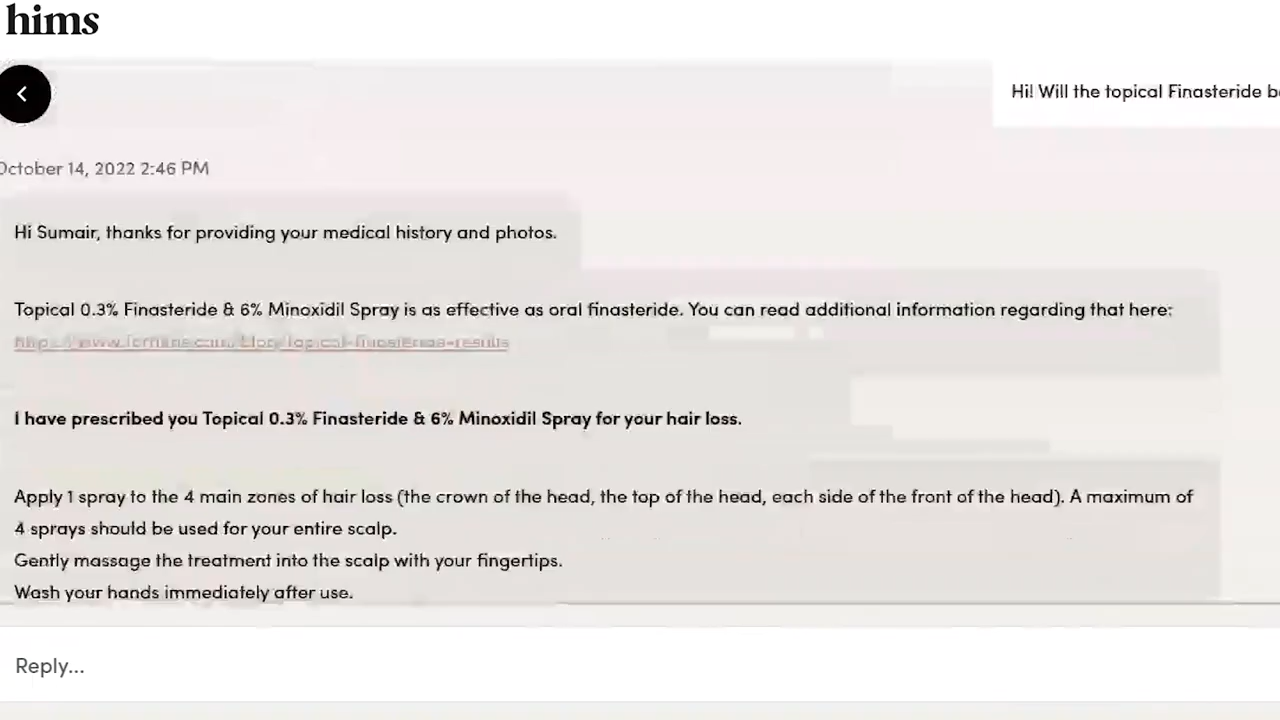 hims
Hi! Will the topical Finasteride
October 14, 2022 2:46 PM
Hi Sumair, thanks for providing your medical history and photos.
Topical 0.3% Finasteride & 6% Minoxidil Spray is as effective as oral finasteride. You can read additional information regarding that here:
I have prescribed you Topical 0.3% Finasteride & 6% Minoxidil Spray for your hair loss.
Apply 1 spray to the 4 main zones of hair loss (the crown of the head, the top of the head, each side of the front of the head). A maximum of
4 sprays should be used for your entire scalp.
Gently massage the treatment into the scalp with your fingertips.
Wash your hands immediately after use.
Reply...